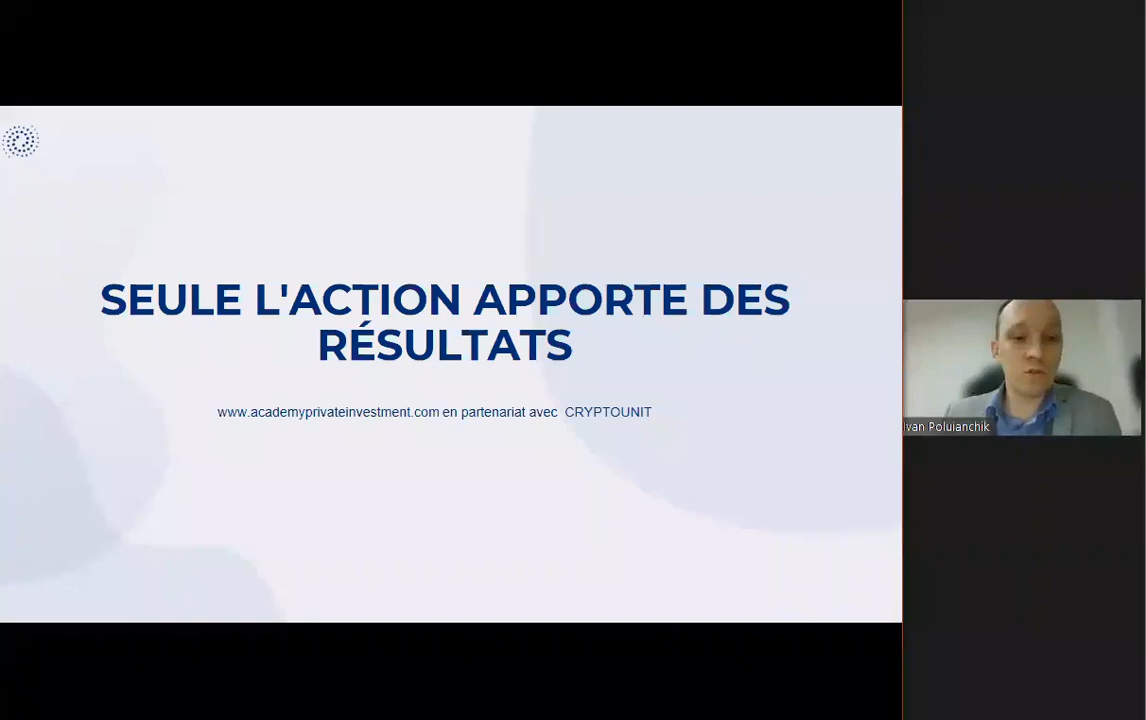 SEULE L'ACTION APPORTE DES
RÉSULTATS
www.academyprivateinvestment.com en partenariat avec CRYPTOUNIT
Ivan Poluianchik